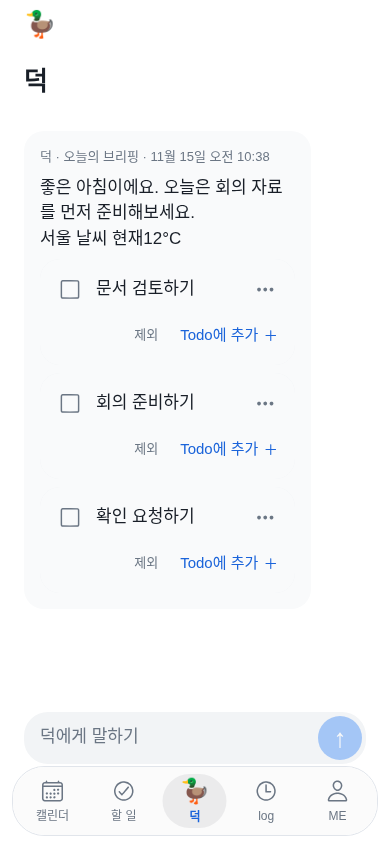 덕
덕 · 오늘의 브리핑 · 11월 15일 오전 10:38
좋은 아침이에요. 오늘은 회의 자료
를 먼저 준비해보세요.
서울 날씨 현재12°C
문서 검토하기
제외 Todo에 추가 +
회의 준비하기
제외 Todo에 추가 +
확인 요청하기
제외 Todo에 추가 +
덕에게 말하기
캘린더 할 일 덕 log ME